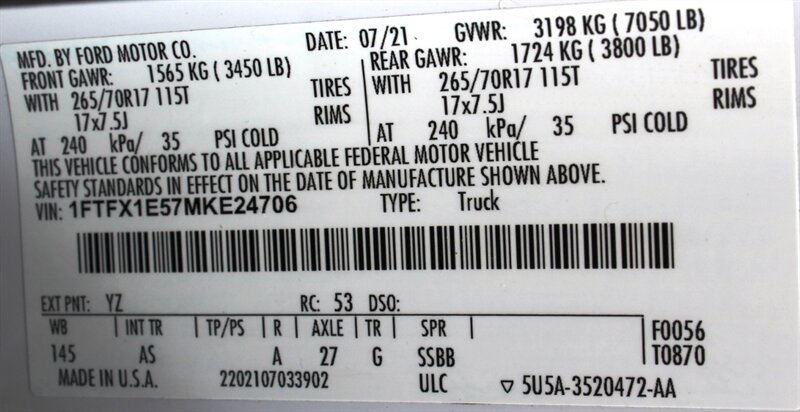 MFD. BY FORD MOTOR CO. DATE: 07/21 GVWR: 3198 KG ( 7050 LB)
FRONT GAWR: 1565 KG ( 3450 LB) REAR GAWR: 1724 KG ( 3800 LB)
WITH 265/70R17 115T TIRES WITH 265/70R17 115T TIRES
17x7.5J RIMS 17x7.5J RIMS
AT 240 kPa/ 35 PSI COLD AT 240 kPa/ 35 PSI COLD
THIS VEHICLE CONFORMS TO ALL APPLICABLE FEDERAL MOTOR VEHICLE
SAFETY STANDARDS IN EFFECT ON THE DATE OF MANUFACTURE SHOWN ABOVE.
VIN: 1FTFX1E57MKE24706 TYPE: Truck
EXT PNT: YZ RC: 53 DSO:
WB INT TR TP/PS R AXLE TR SPR F0056
145 AS A 27 G SSBB T0870
MADE IN U.S.A. 2202107033902 ULC ▽ 5U5A-3520472-AA